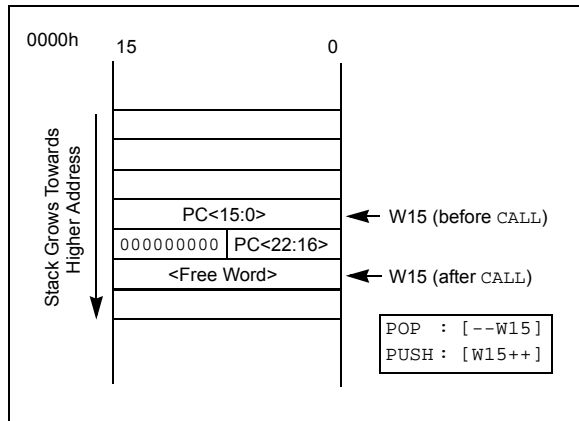 0000h
15 0
Stack Grows Towards
Higher Address
PC<15:0>
W15 (before CALL)
000000000 PC<22:16>
<Free Word>
W15 (after CALL)
POP : [--W15]
PUSH : [W15++]